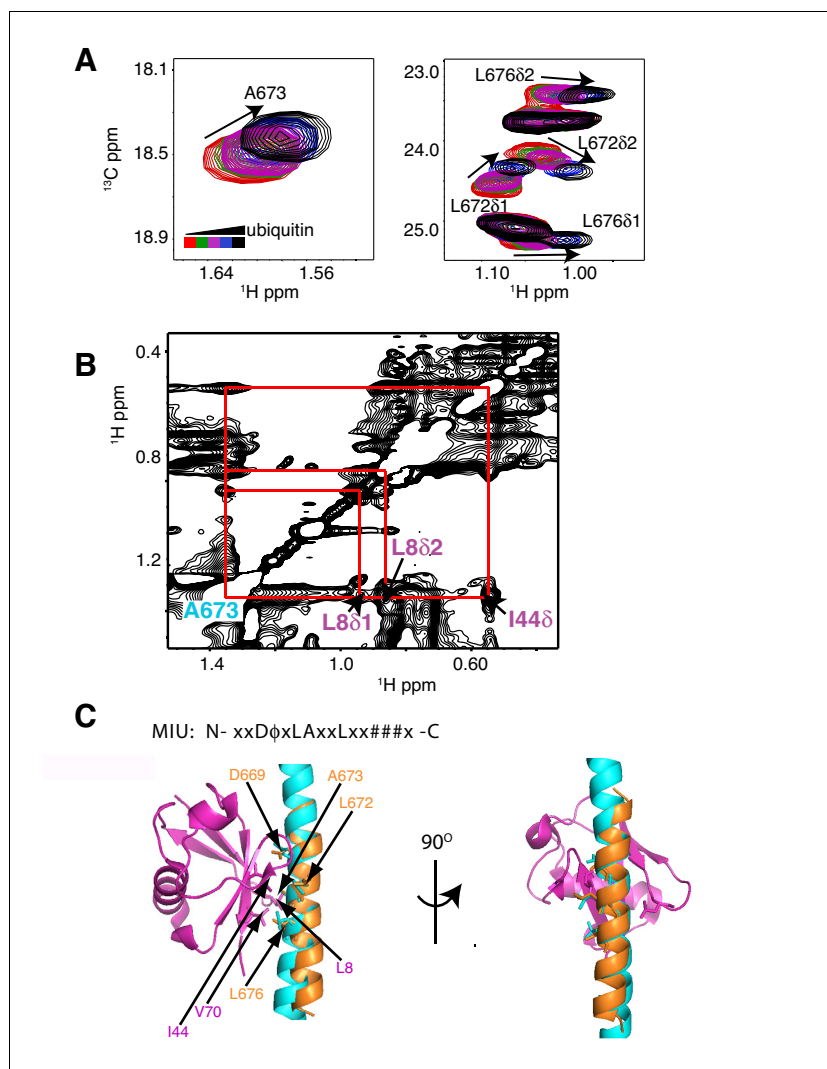 A
18.1
18.5
18.9
¹³C ppm
A673
ubiquitin
1.64
1.56
¹H ppm
23.0
24.0
25.0
L676δ2
L672δ2
L672δ1
L676δ1
1.10
1.00
¹H ppm
B
0.4
0.8
1.2
¹H ppm
A673
L8δ2
L8δ1
I44δ
1.4
1.0
0.60
¹H ppm
C
MIU: N- xxDϕxLAxxLxx###x -C
D669
A673
L672
90º
L8
L676
V70
I44